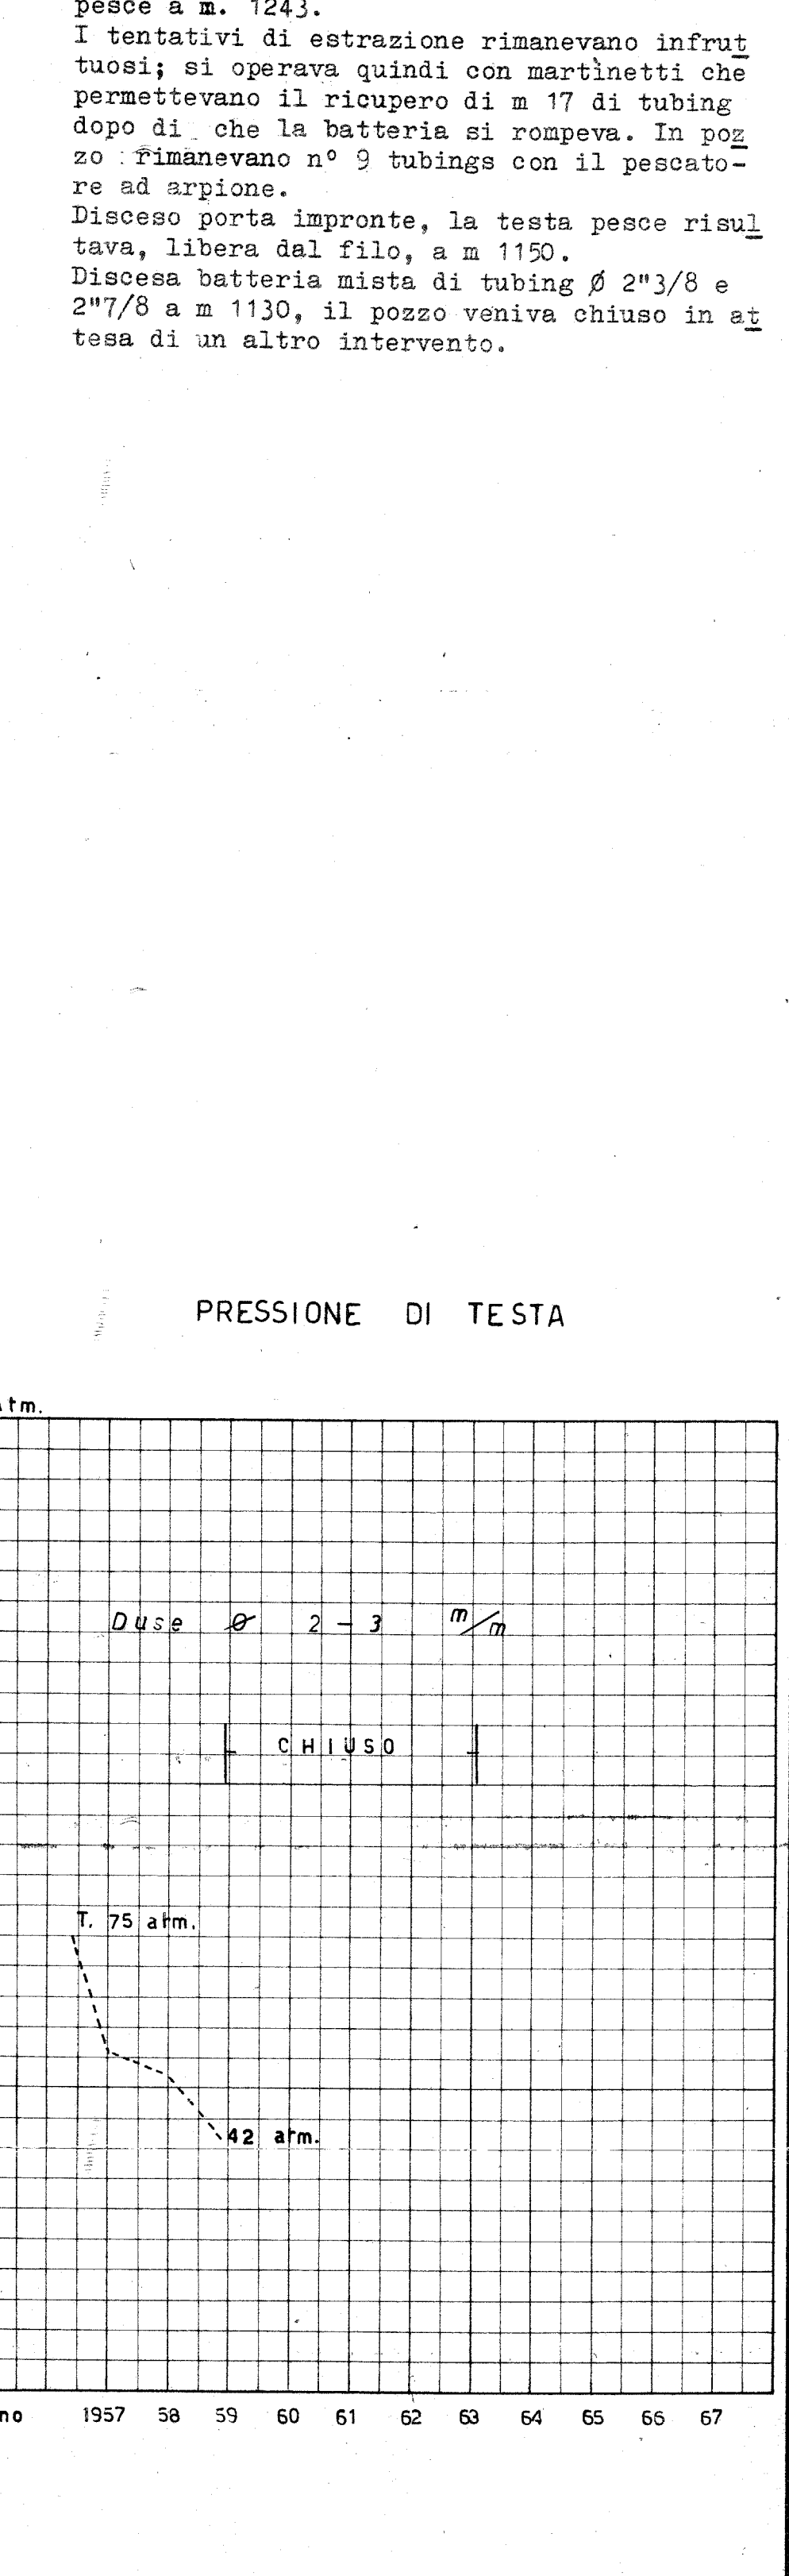 pesce a m. 1243.
I tentativi di estrazione rimanevano infrut
tuosi; si operava quindi con martinetti che
permettevano il ricupero di m 17 di tubing
dopo di che la batteria si rompeva. In poz
zo rimanevano n° 9 tubings con il pescato-
re ad arpione.
Disceso porta impronte, la testa pesce risul
tava, libera dal filo, a m 1150.
Discesa batteria mista di tubing Ø 2"3/8 e
2"7/8 a m 1130, il pozzo veniva chiuso in at
tesa di un altro intervento.
PRESSIONE DI TESTA
tm.
Duse Ø 2-3 m/m
CHIUSO
T. 75 atm.
42 atm.
no 1957 58 59 60 61 62 63 64 65 66 67